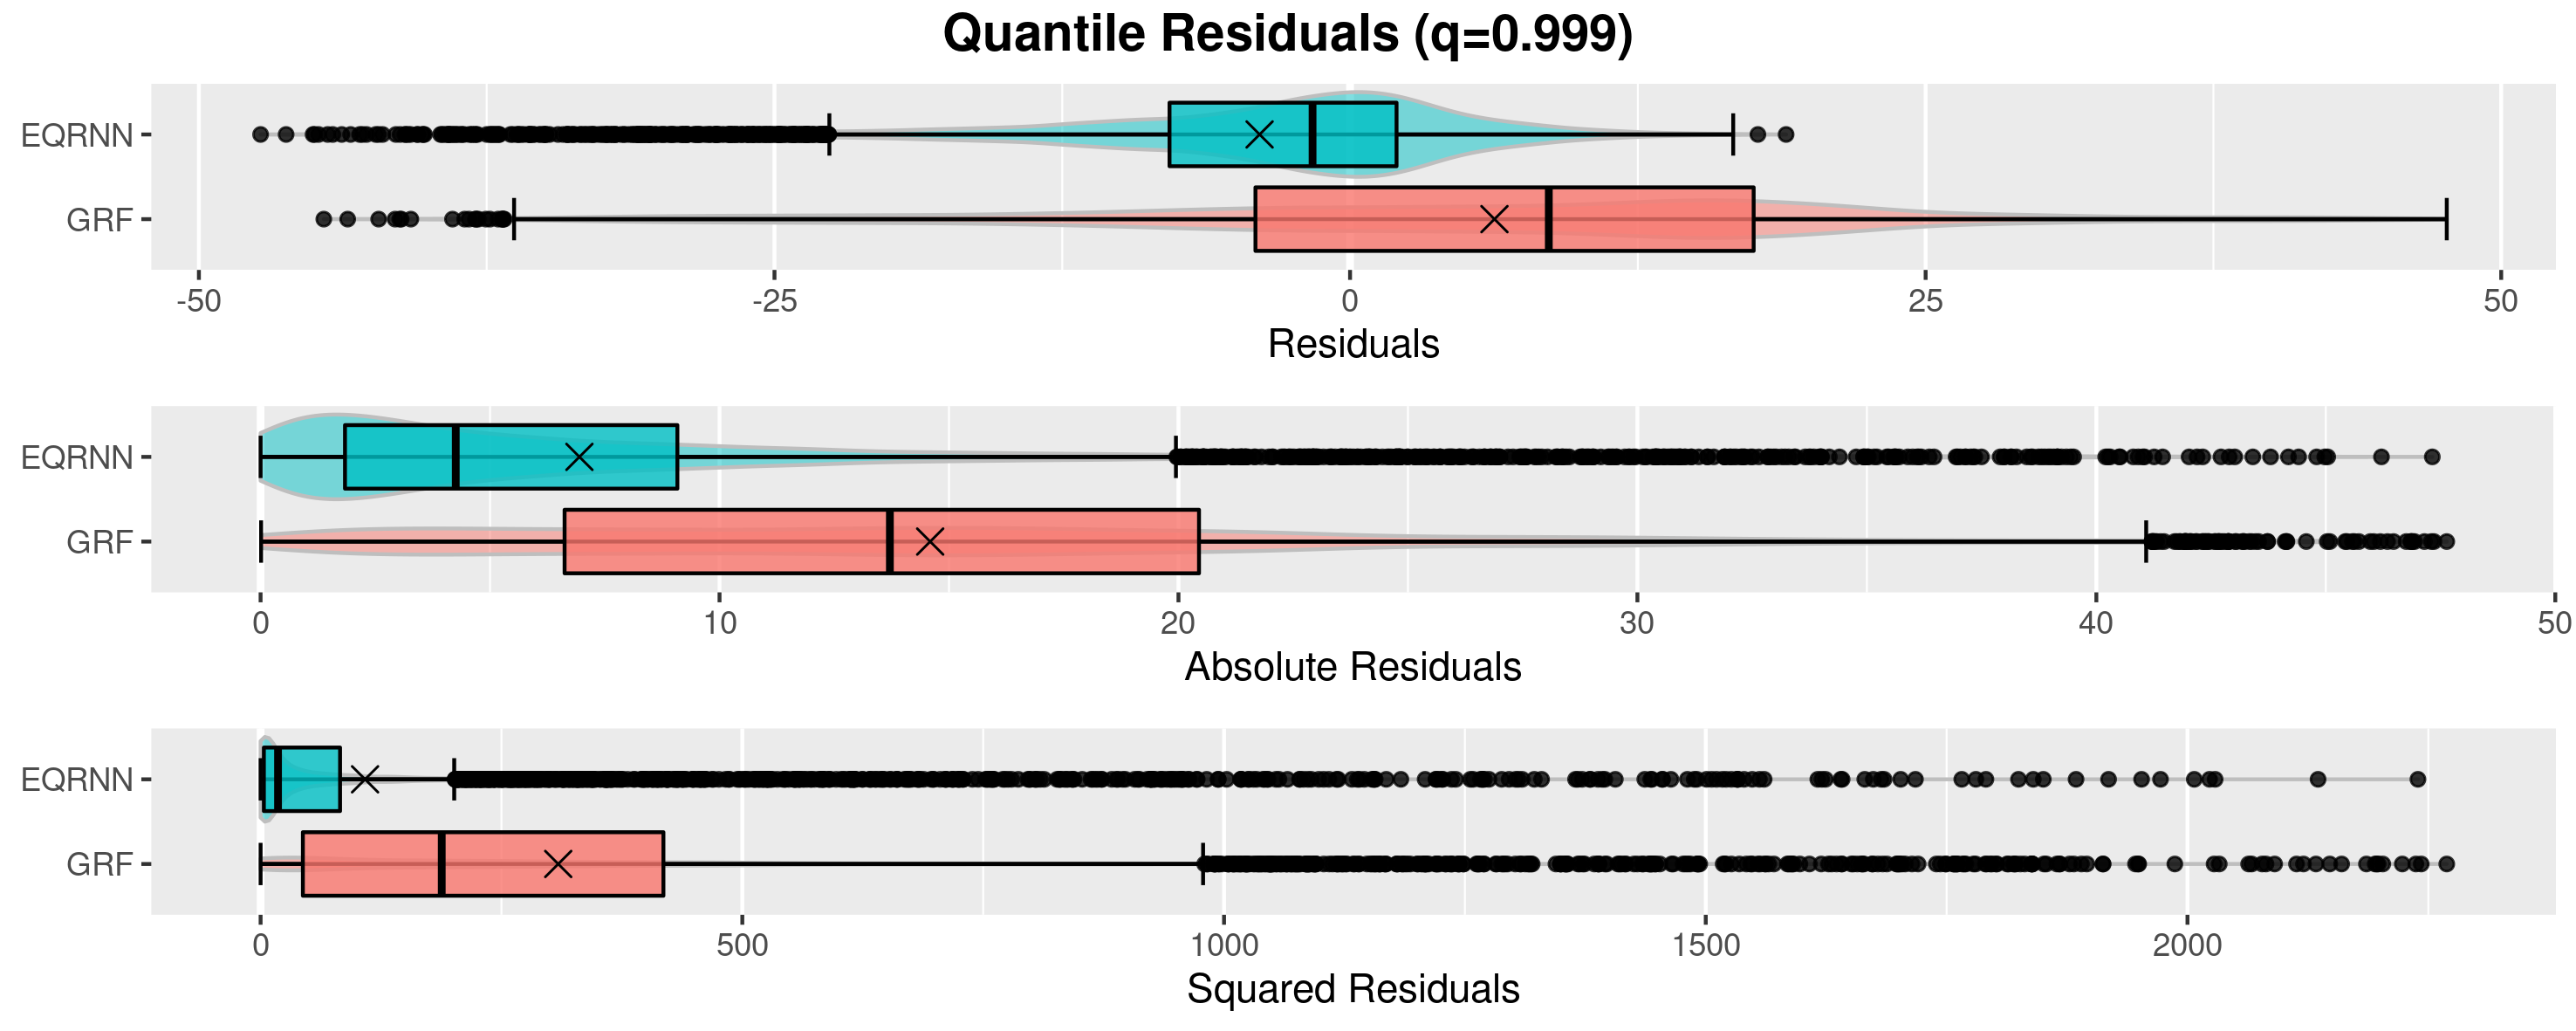 Quantile Residuals (q=0.999)
EQRNN
GRF
-50 -25 0 25 50
Residuals
EQRNN
GRF
0 10 20 30 40 50
Absolute Residuals
EQRNN
GRF
0 500 1000 1500 2000
Squared Residuals